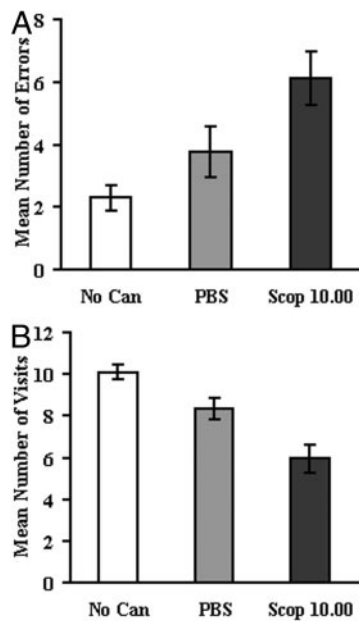 A
Mean Number of Errors
8
6
4
2
0
No Can PBS Scop 10.00
B
Mean Number of Visits
12
10
8
6
4
2
0
No Can PBS Scop 10.00